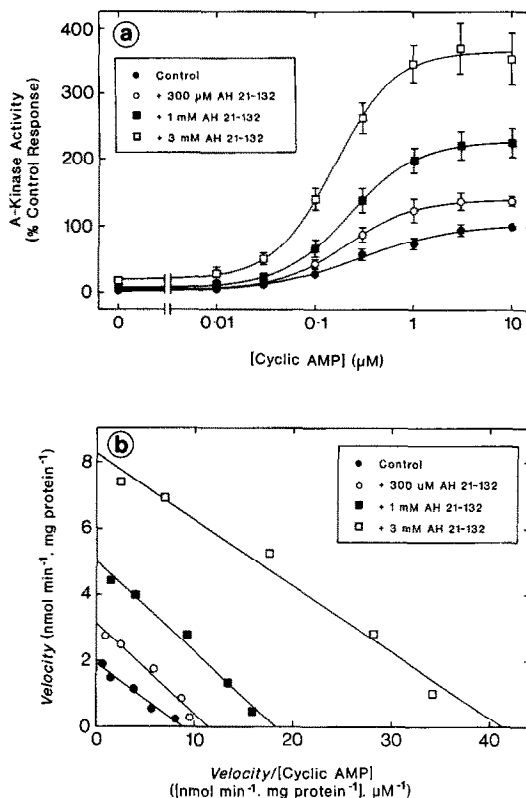 a
400
300
200
100
0
A-Kinase Activity
(% Control Response)
Control
+ 300 μM AH 21-132
+ 1 mM AH 21-132
+ 3 mM AH 21-132
0 0·01 0·1 1 10
[Cyclic AMP] (μM)
b
8
6
4
2
0
Velocity (nmol min⁻¹. mg protein⁻¹)
Control
+ 300 uM AH 21-132
+ 1 mM AH 21-132
+ 3 mM AH 21-132
0 10 20 30 40
Velocity/[Cyclic AMP]
([nmol min⁻¹. mg protein⁻¹]. μM⁻¹)